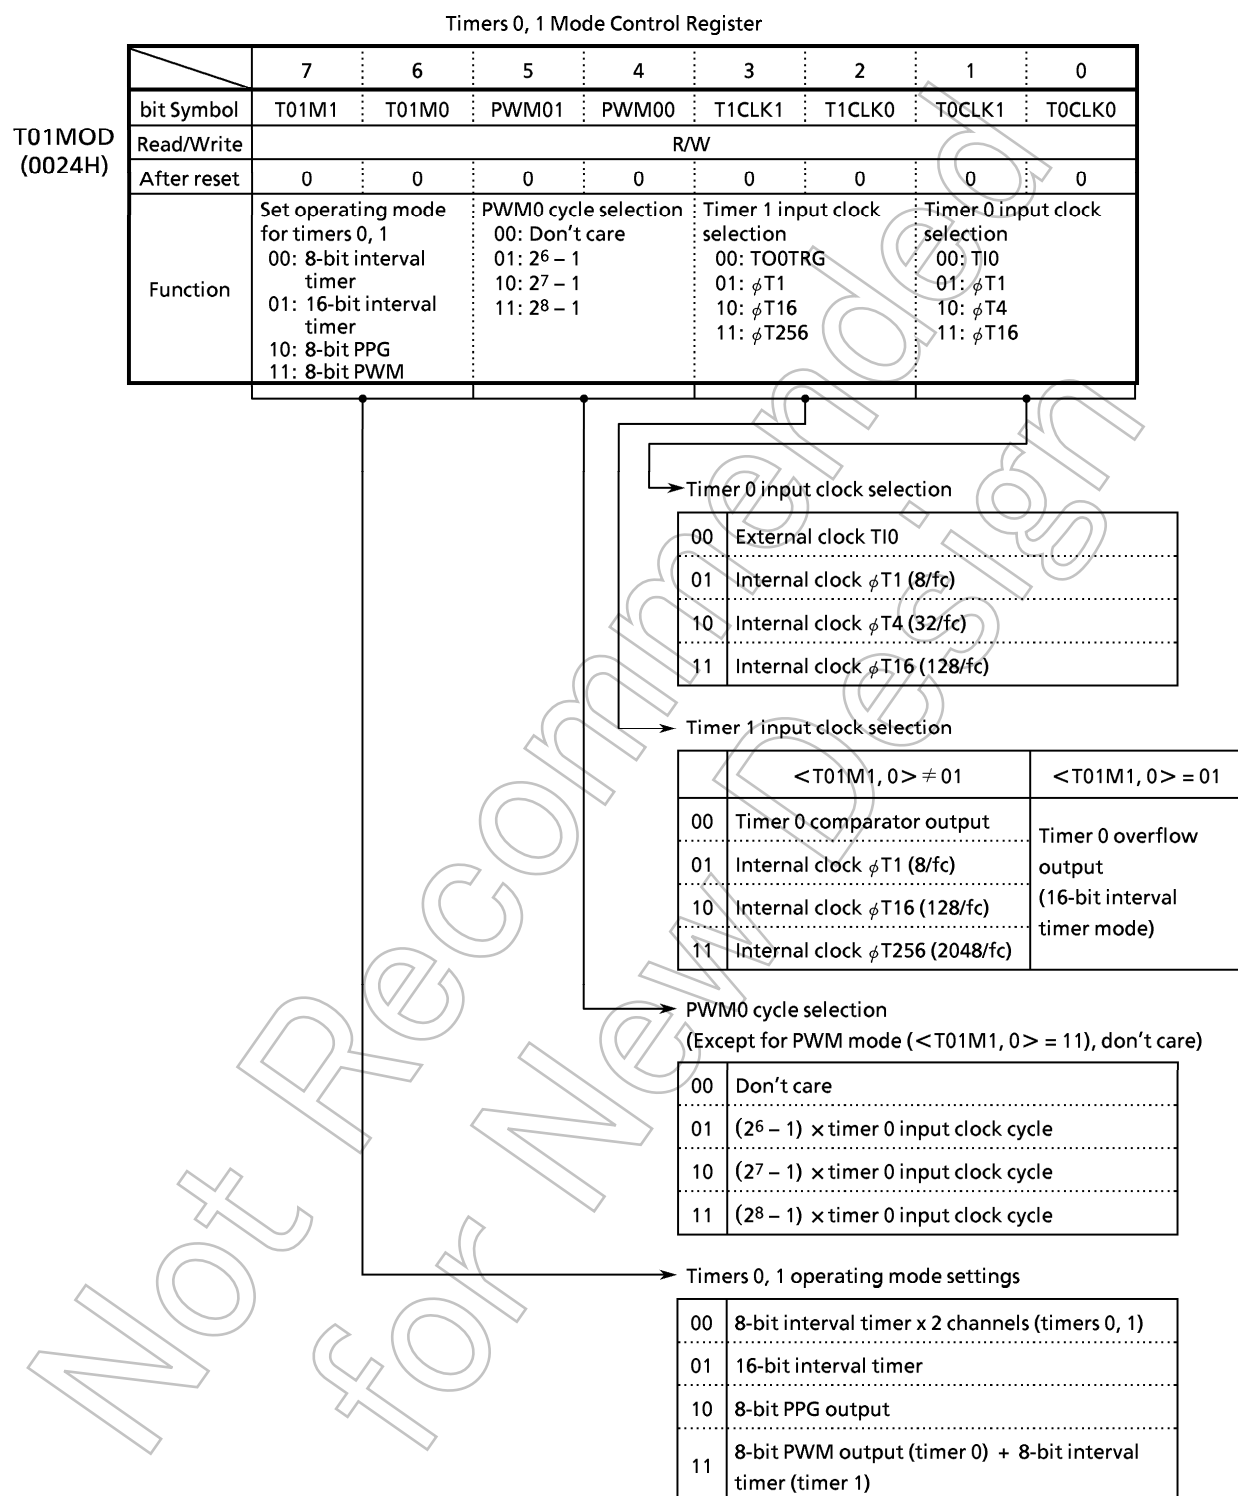 Timers 0, 1 Mode Control Register
7 6 5 4 3 2 1 0
bit Symbol T01M1 T01M0 PWM01 PWM00 T1CLK1 T1CLK0 T0CLK1 T0CLK0
T01MOD
(0024H)
Read/Write R/W
After reset 0 0 0 0 0 0 0 0
Function
Set operating mode
for timers 0, 1
00: 8-bit interval
timer
01: 16-bit interval
timer
10: 8-bit PPG
11: 8-bit PWM
PWM0 cycle selection
00: Don't care
01: 2⁶ – 1
10: 2⁷ – 1
11: 2⁸ – 1
Timer 1 input clock
selection
00: TO0TRG
01: ϕT1
10: ϕT16
11: ϕT256
Timer 0 input clock
selection
00: TI0
01: ϕT1
10: ϕT4
11: ϕT16
Timer 0 input clock selection
00 External clock TI0
01 Internal clock ϕT1 (8/fc)
10 Internal clock ϕT4 (32/fc)
11 Internal clock ϕT16 (128/fc)
Timer 1 input clock selection
<T01M1, 0> ≠ 01 <T01M1, 0> = 01
00 Timer 0 comparator output
01 Internal clock ϕT1 (8/fc)
10 Internal clock ϕT16 (128/fc)
11 Internal clock ϕT256 (2048/fc)
Timer 0 overflow
output
(16-bit interval
timer mode)
PWM0 cycle selection
(Except for PWM mode (<T01M1, 0> = 11), don't care)
00 Don't care
01 (2⁶ – 1) × timer 0 input clock cycle
10 (2⁷ – 1) × timer 0 input clock cycle
11 (2⁸ – 1) × timer 0 input clock cycle
Timers 0, 1 operating mode settings
00 8-bit interval timer x 2 channels (timers 0, 1)
01 16-bit interval timer
10 8-bit PPG output
11 8-bit PWM output (timer 0) + 8-bit interval
timer (timer 1)
Not Recommended
for New Design